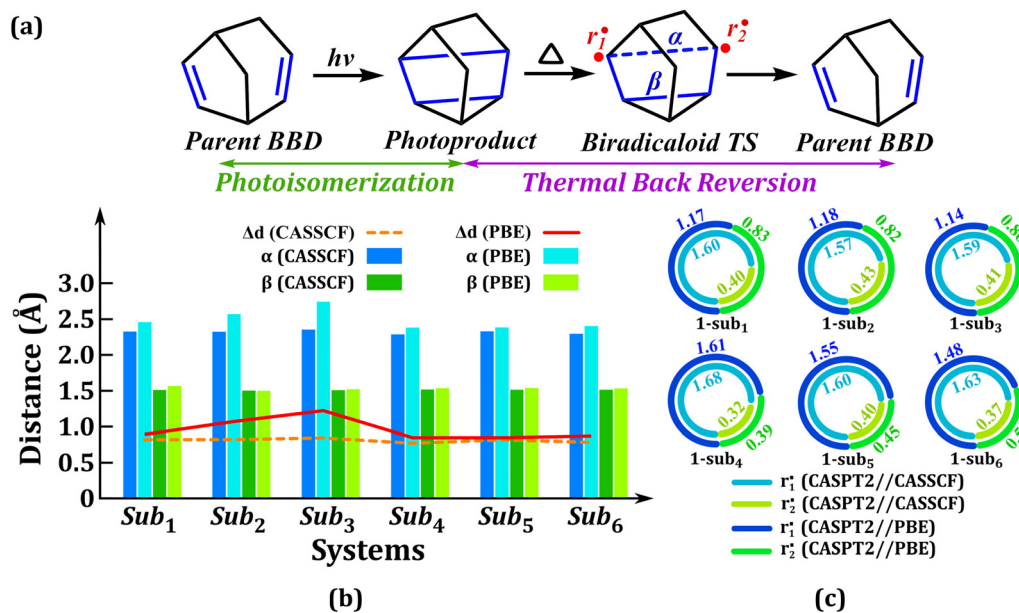 (a)
r₁• α r₂•
hν Δ
β
Parent BBD Photoproduct Biradicaloid TS Parent BBD
Photoisomerization Thermal Back Reversion
Δd (CASSCF) Δd (PBE)
α (CASSCF) α (PBE)
β (CASSCF) β (PBE)
Distance (Å)
3.0
2.5
2.0
1.5
1.0
0.5
0
Sub₁ Sub₂ Sub₃ Sub₄ Sub₅ Sub₆
Systems
(b)
1.17 0.83 1.18 0.82 1.14
1.60 1.57 1.59
0.40 0.43 0.41
1-sub₁ 1-sub₂ 1-sub₃
1.61 1.55 1.48
1.68 1.60 1.63
0.32 0.40 0.37
0.39 0.45
1-sub₄ 1-sub₅ 1-sub₆
r₁• (CASPT2//CASSCF)
r₂• (CASPT2//CASSCF)
r₁• (CASPT2//PBE)
r₂• (CASPT2//PBE)
(c)